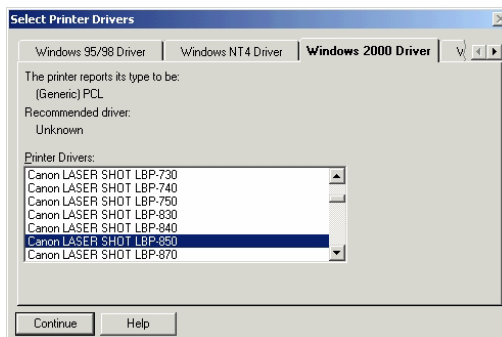 Select Printer Drivers
Windows 95/98 Driver
Windows NT4 Driver
Windows 2000 Driver
The printer reports its type to be:
(Generic) PCL
Recommended driver:
Unknown
Printer Drivers:
Canon LASER SHOT LBP-730
Canon LASER SHOT LBP-740
Canon LASER SHOT LBP-750
Canon LASER SHOT LBP-830
Canon LASER SHOT LBP-840
Canon LASER SHOT LBP-850
Canon LASER SHOT LBP-870
Continue
Help